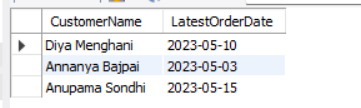 CustomerName LatestOrderDate
Diya Menghani 2023-05-10
Annanya Bajpai 2023-05-03
Anupama Sondhi 2023-05-15